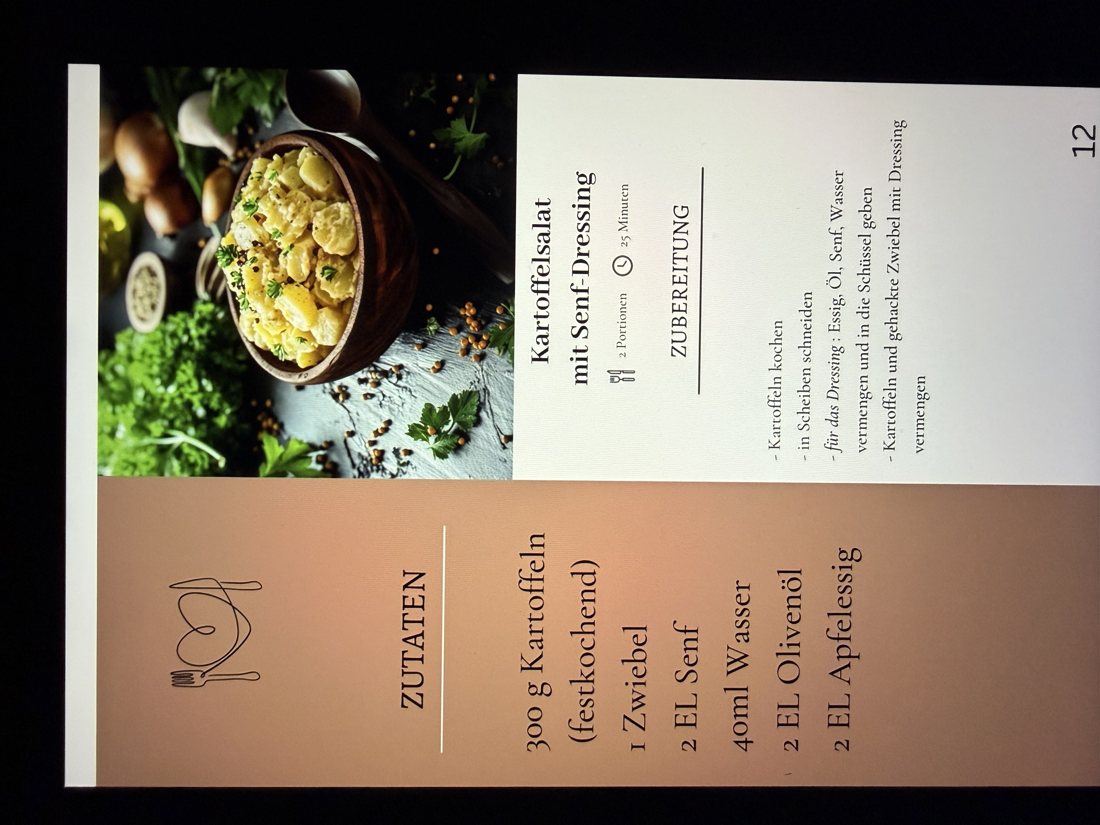 ZUTATEN
300 g Kartoffeln
(festkochend)
1 Zwiebel
2 EL Senf
40ml Wasser
2 EL Olivenöl
2 EL Apfelessig
Kartoffelsalat
mit Senf-Dressing
2 Portionen 25 Minuten
ZUBEREITUNG
- Kartoffeln kochen
- in Scheiben schneiden
- für das Dressing : Essig, Öl, Senf, Wasser
vermengen und in die Schüssel geben
- Kartoffeln und gehackte Zwiebel mit Dressing
vermengen
12